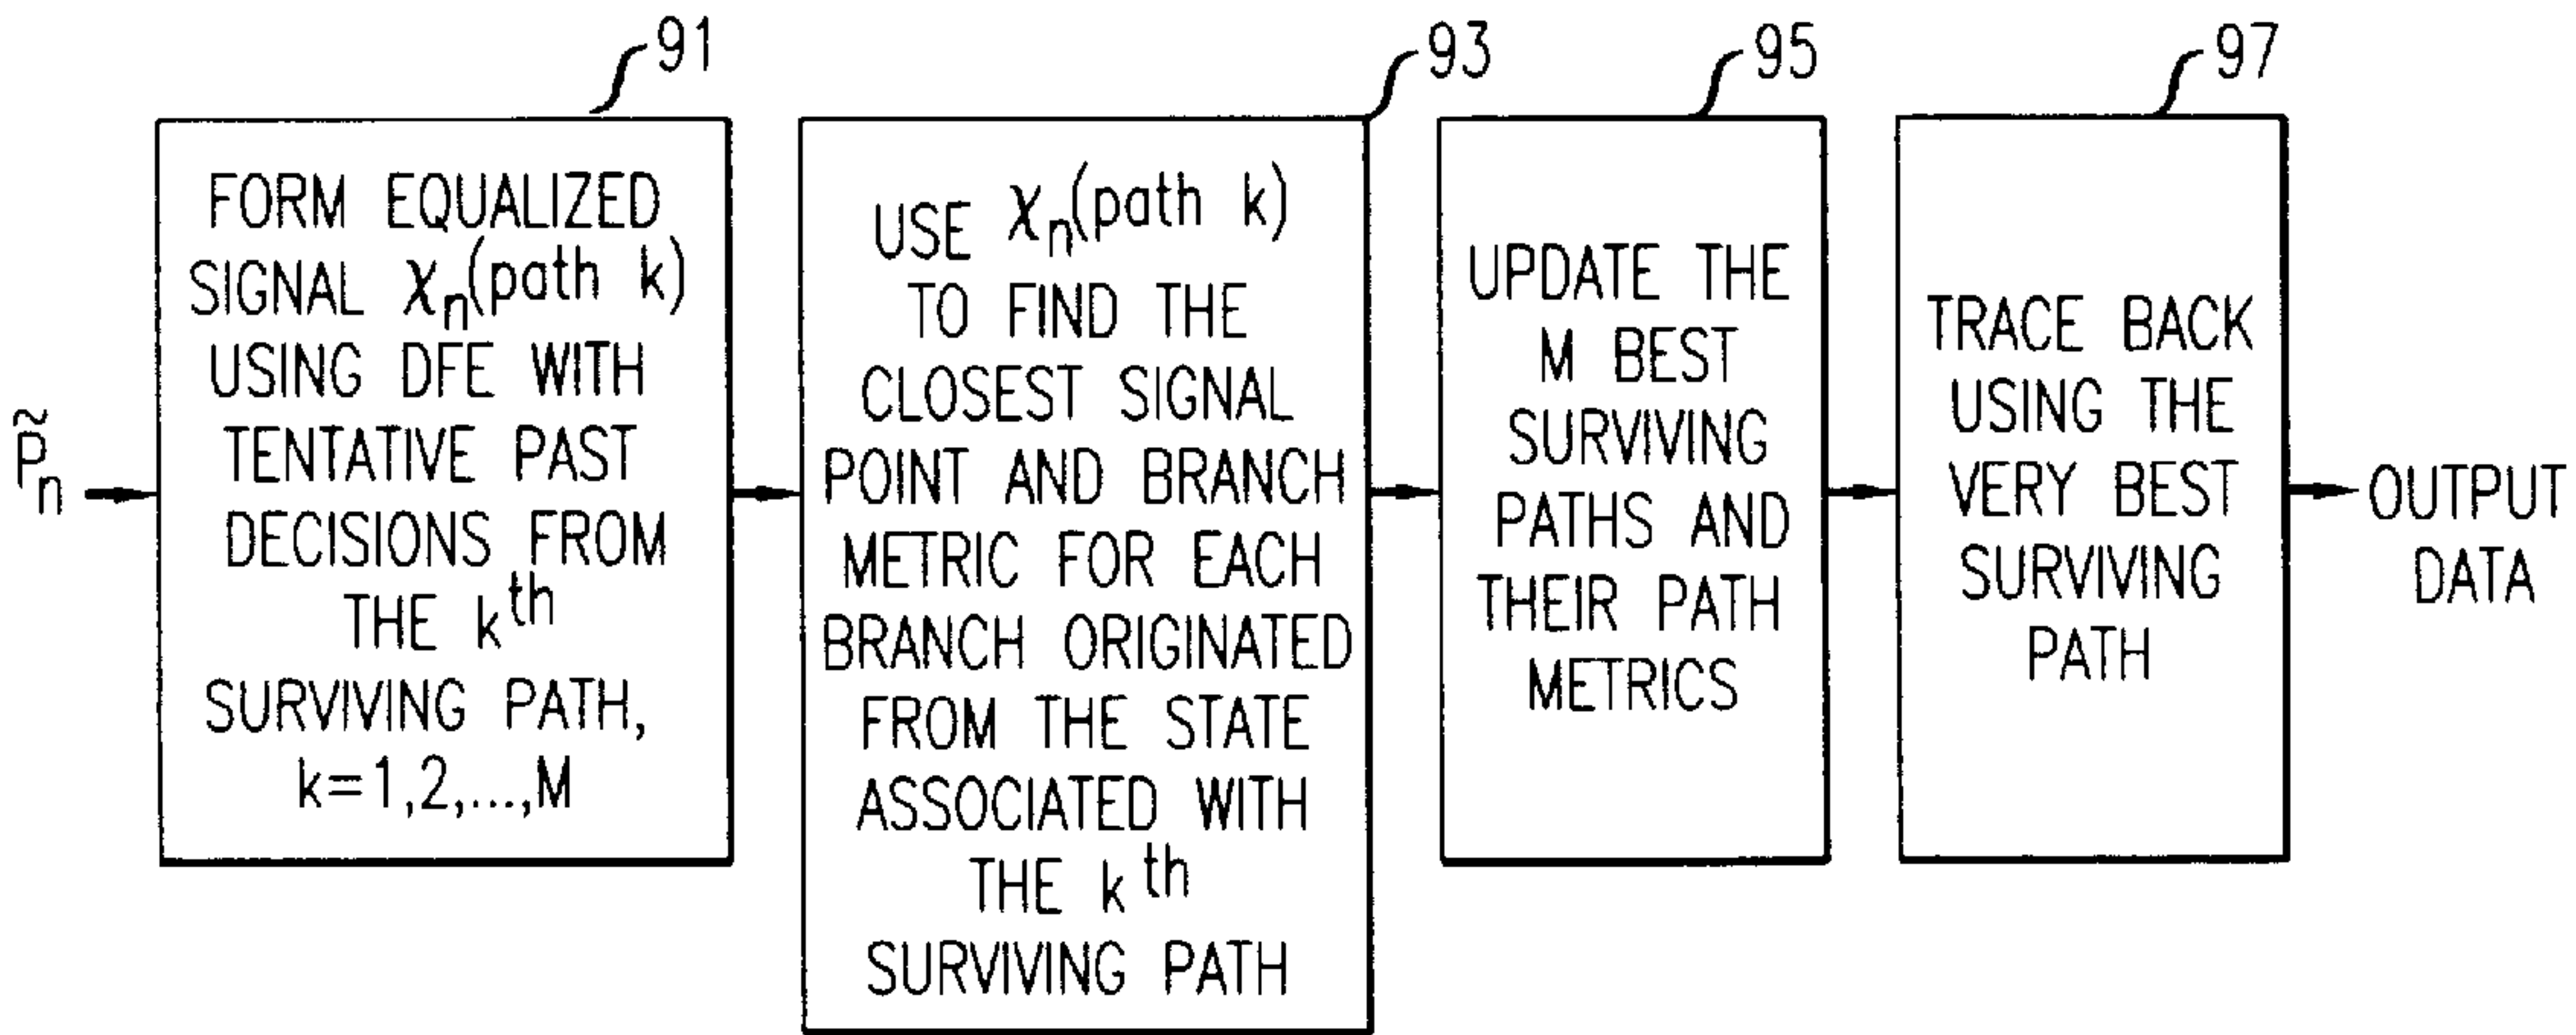 91
93
95
97
P̃n
FORM EQUALIZED
SIGNAL χn(path k)
USING DFE WITH
TENTATIVE PAST
DECISIONS FROM
THE kth
SURVIVING PATH,
k=1,2,...,M
USE χn(path k)
TO FIND THE
CLOSEST SIGNAL
POINT AND BRANCH
METRIC FOR EACH
BRANCH ORIGINATED
FROM THE STATE
ASSOCIATED WITH
THE kth
SURVIVING PATH
UPDATE THE
M BEST
SURVIVING
PATHS AND
THEIR PATH
METRICS
TRACE BACK
USING THE
VERY BEST
SURVIVING
PATH
OUTPUT
DATA